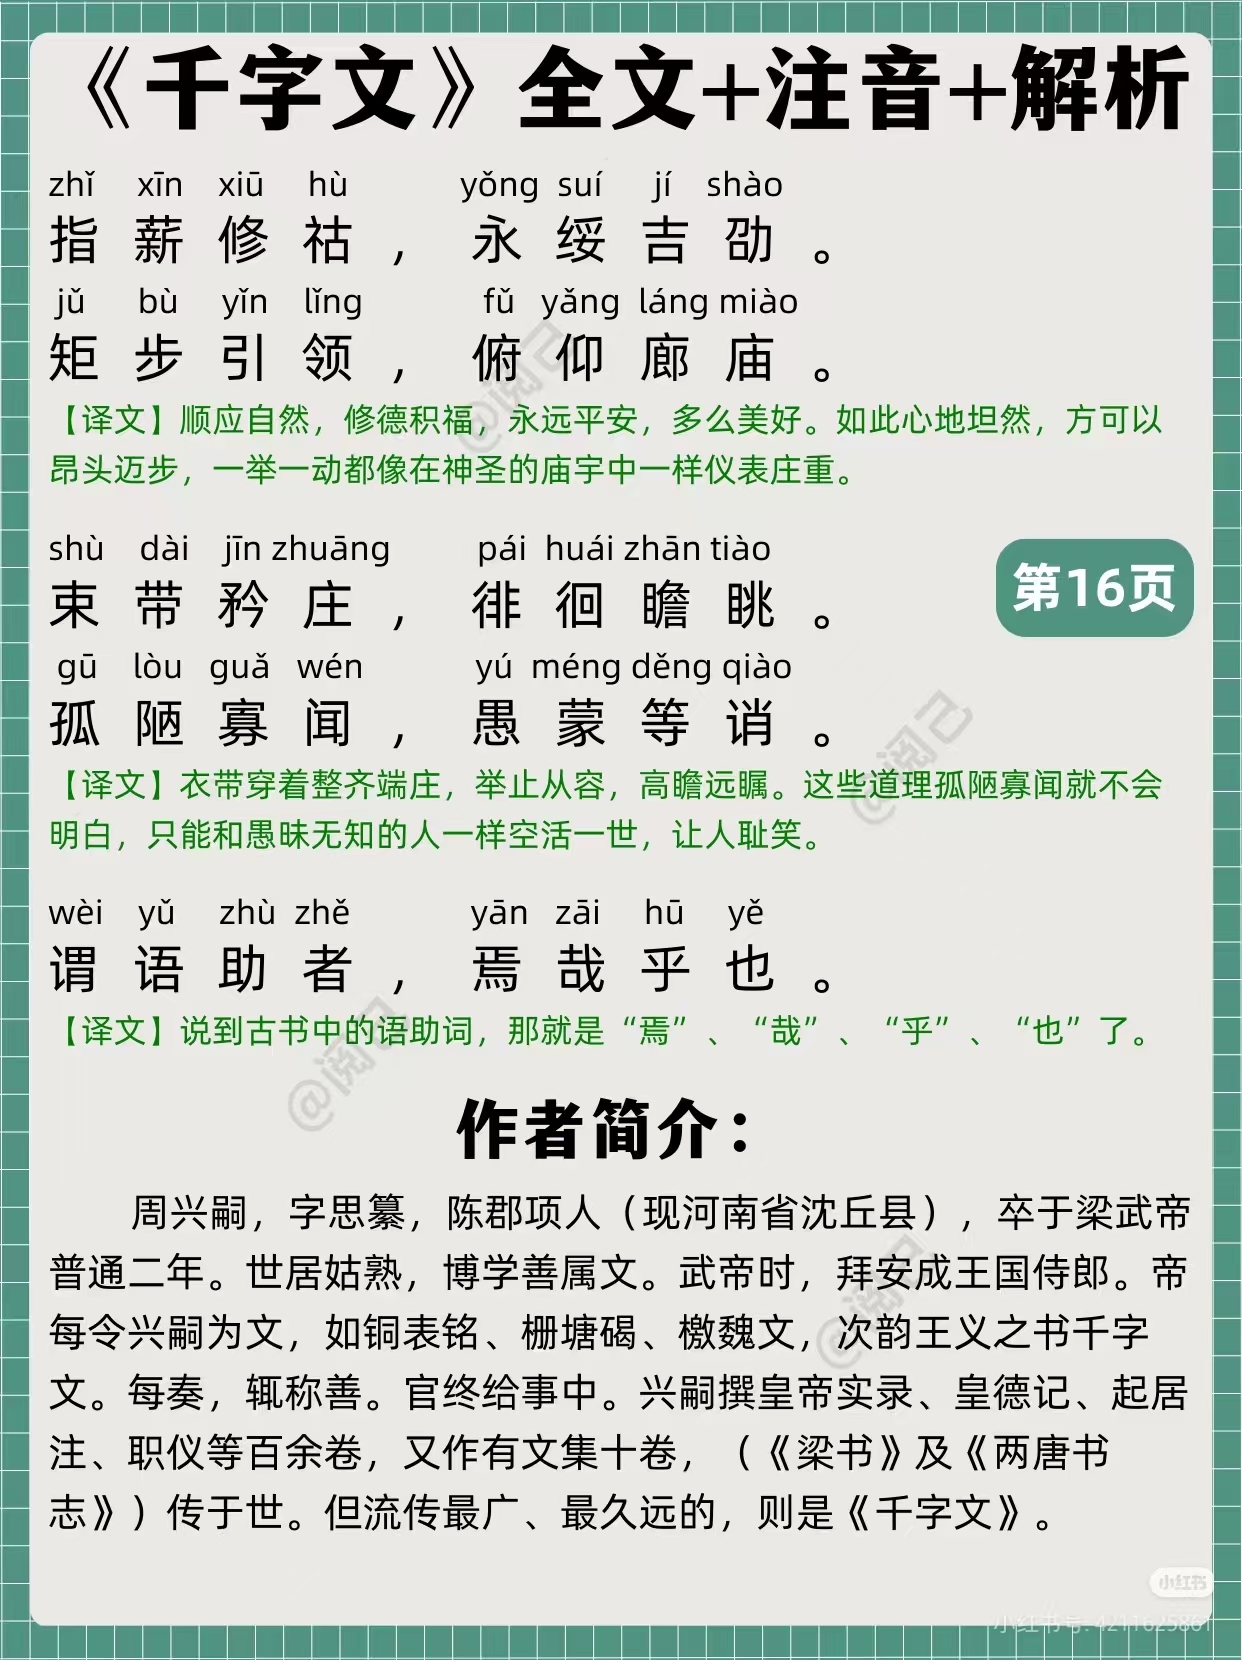 《千字文》全文+注音+解析
zhǐ xīn xiū hù yǒng suí jí shào
指薪修祜，永绥吉劭。
jǔ bù yǐn lǐng fǔ yǎng láng miào
矩步引领，俯仰廊庙。
【译文】顺应自然，修德积福，永远平安，多么美好。如此心地坦然，方可以
昂头迈步，一举一动都像在神圣的庙宇中一样仪表庄重。
shù dài jīn zhuāng pái huái zhān tiào
束带矜庄，徘徊瞻眺。
第16页
gū lòu guǎ wén yú méng děng qiào
孤陋寡闻，愚蒙等诮。
【译文】衣带穿着整齐端庄，举止从容，高瞻远瞩。这些道理孤陋寡闻就不会
明白，只能和愚昧无知的人一样空活一世，让人耻笑。
wèi yǔ zhù zhě yān zāi hū yě
谓语助者，焉哉乎也。
【译文】说到古书中的语助词，那就是“焉”、“哉”、“乎”、“也”了。
作者简介：
周兴嗣，字思纂，陈郡项人（现河南省沈丘县），卒于梁武帝
普通二年。世居姑熟，博学善属文。武帝时，拜安成王国侍郎。帝
每令兴嗣为文，如铜表铭、栅塘碣、檄魏文，次韵王义之书千字
文。每奏，辄称善。官终给事中。兴嗣撰皇帝实录、皇德记、起居
注、职仪等百余卷，又作有文集十卷，（《梁书》及《两唐书
志》）传于世。但流传最广、最久远的，则是《千字文》。
@阅己
@阅己
@阅己
@阅己
小红书
小红书号: 4211625861